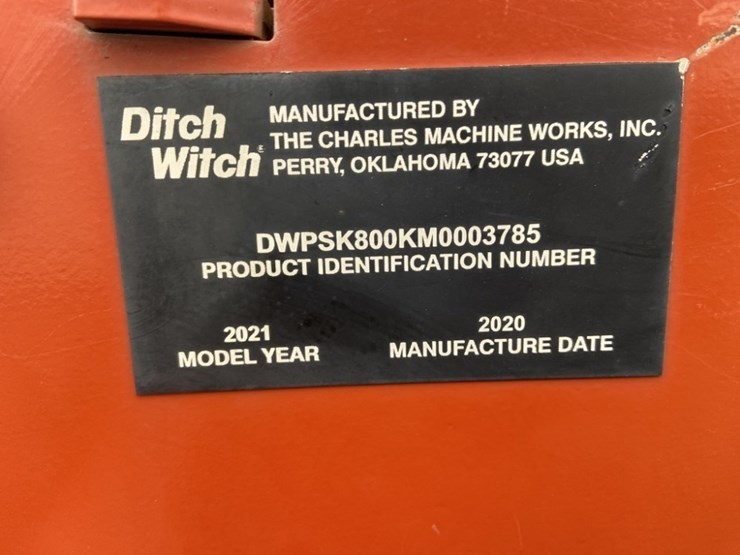 Ditch Witch®
MANUFACTURED BY
THE CHARLES MACHINE WORKS, INC.
PERRY, OKLAHOMA 73077 USA
DWPSK800KM0003785
PRODUCT IDENTIFICATION NUMBER
2021
MODEL YEAR
2020
MANUFACTURE DATE